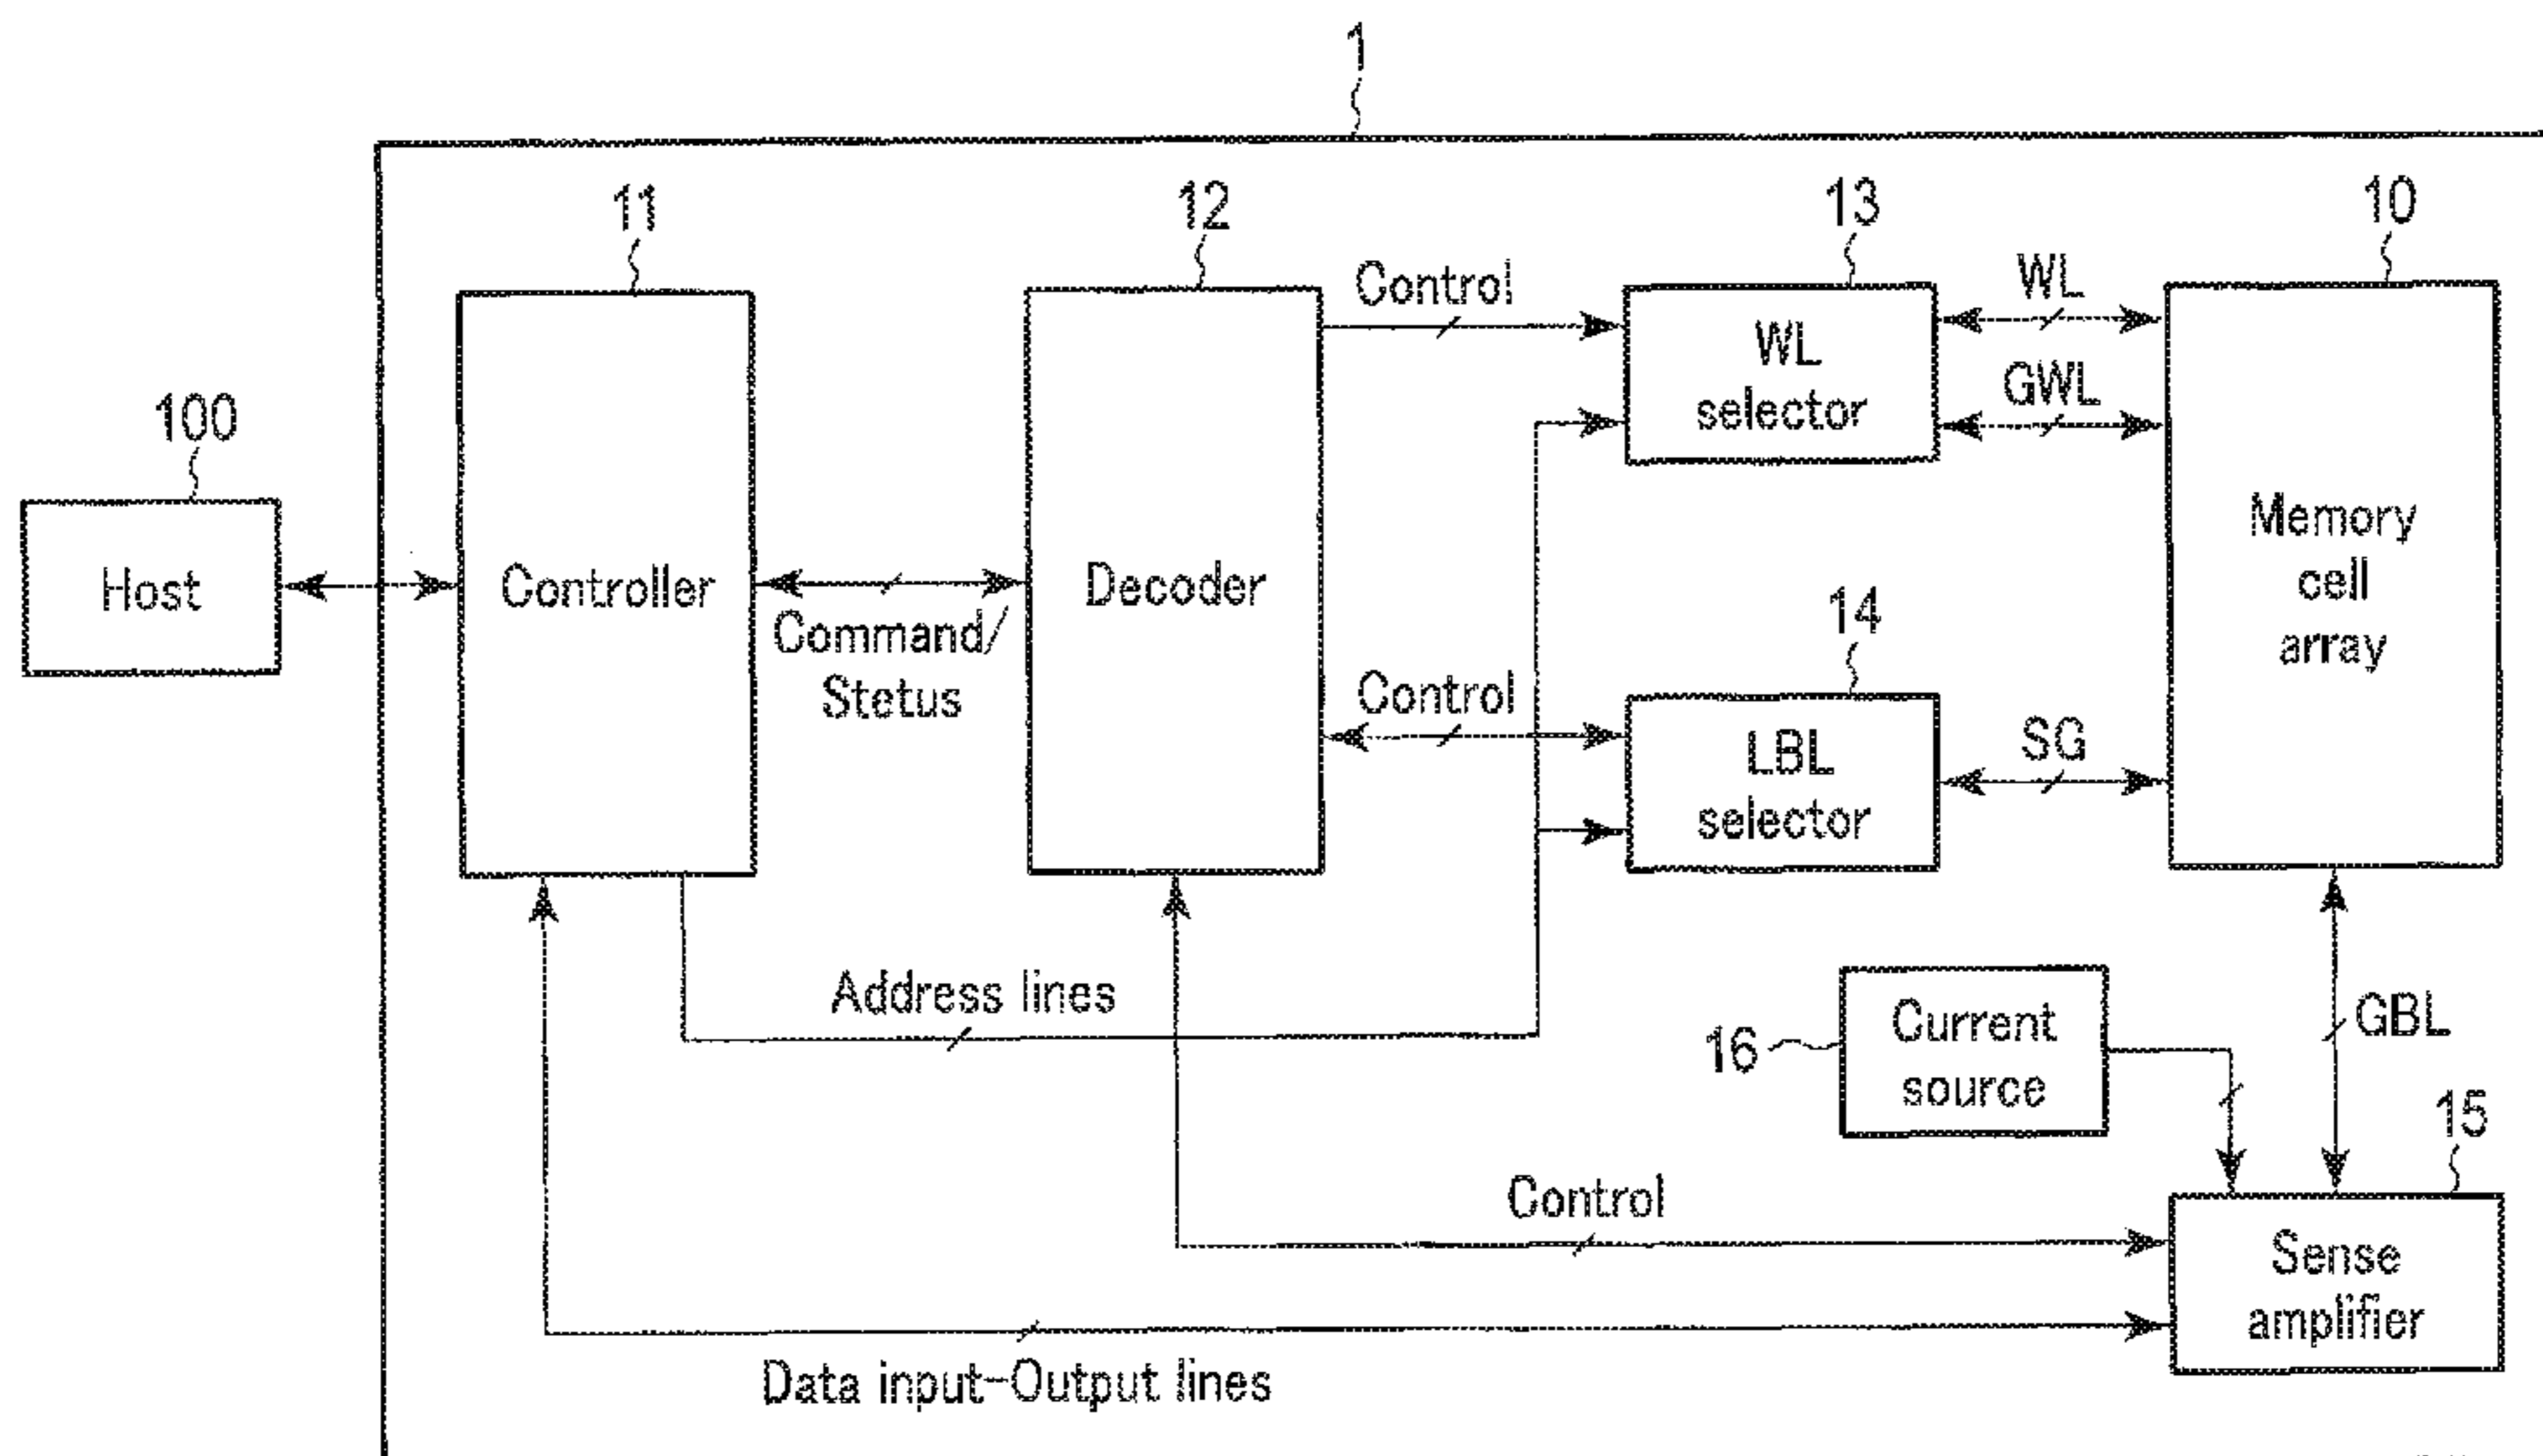 1
11
12
13
10
Control
WL
WL
selector
GWL
100
Memory
cell
array
Host
Controller
Decoder
Command/
Stetus
14
Control
LBL
selector
SG
Address lines
Current
source
16
GBL
15
Control
Sense
amplifier
Data input-Output lines